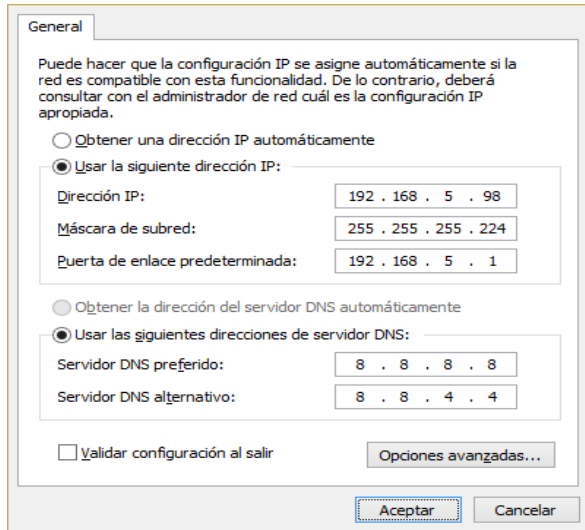 General
Puede hacer que la configuración IP se asigne automáticamente si la
red es compatible con esta funcionalidad. De lo contrario, deberá
consultar con el administrador de red cuál es la configuración IP
apropiada.
Obtener una dirección IP automáticamente
Usar la siguiente dirección IP:
Dirección IP: 192 . 168 . 5 . 98
Máscara de subred: 255 . 255 . 255 . 224
Puerta de enlace predeterminada: 192 . 168 . 5 . 1
Obtener la dirección del servidor DNS automáticamente
Usar las siguientes direcciones de servidor DNS:
Servidor DNS preferido: 8 . 8 . 8 . 8
Servidor DNS alternativo: 8 . 8 . 4 . 4
Validar configuración al salir Opciones avanzadas...
Aceptar Cancelar